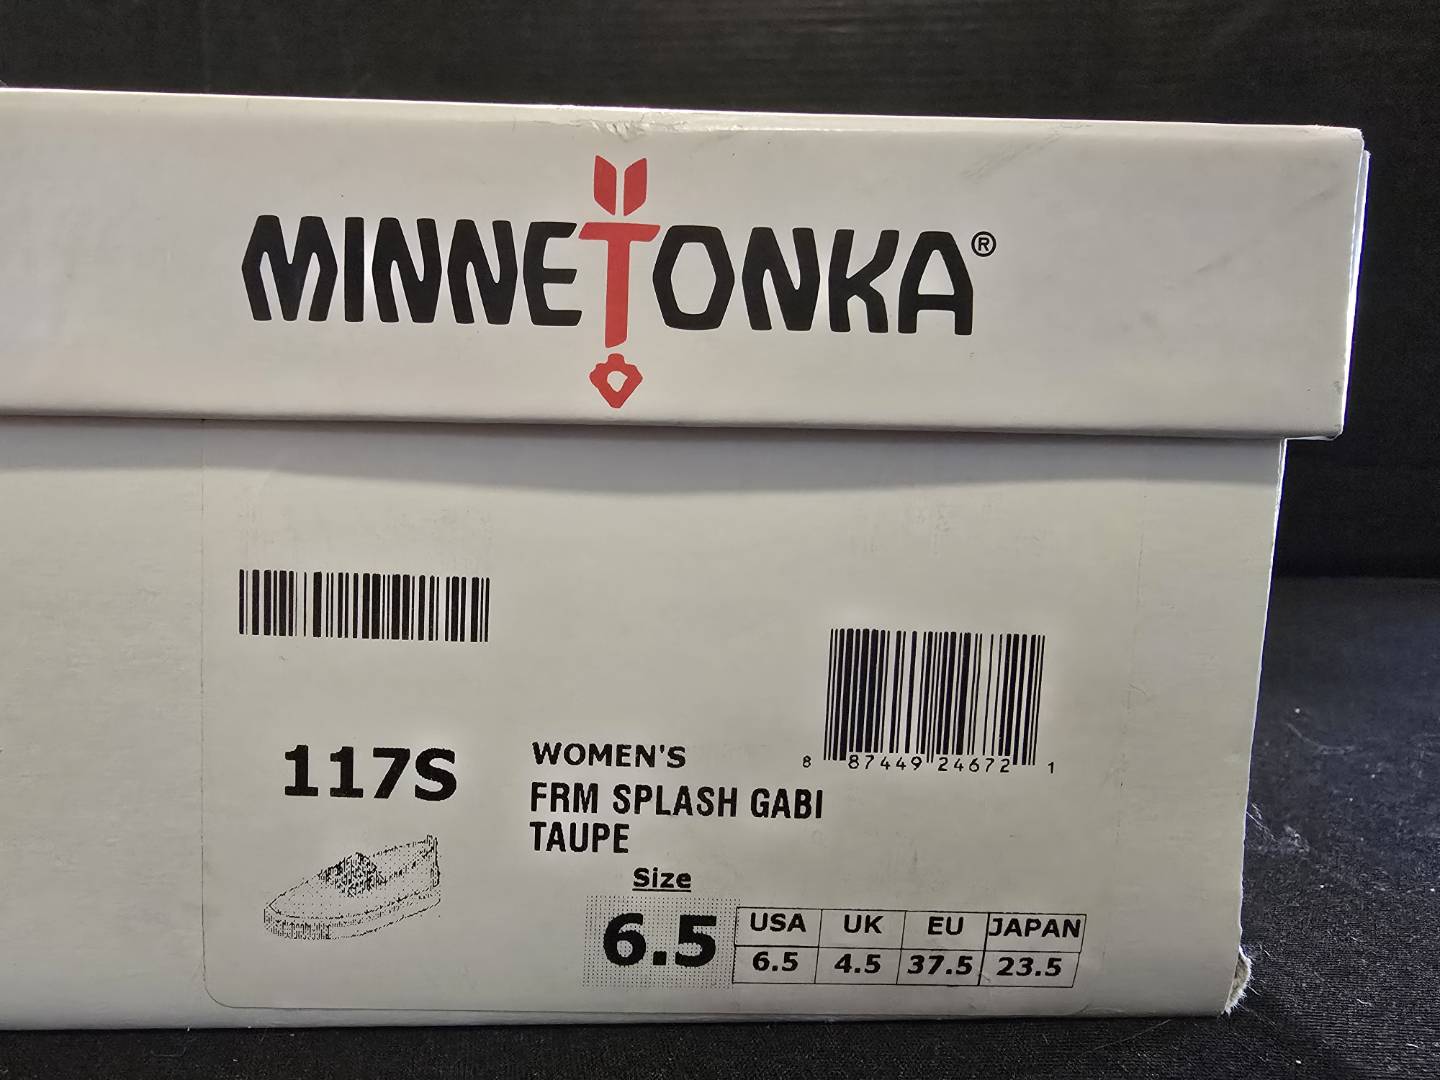 MINNETONKA®
117S
WOMEN'S
FRM SPLASH GABI
TAUPE
8 87449 24672 1
Size
6.5
USA UK EU JAPAN
6.5 4.5 37.5 23.5